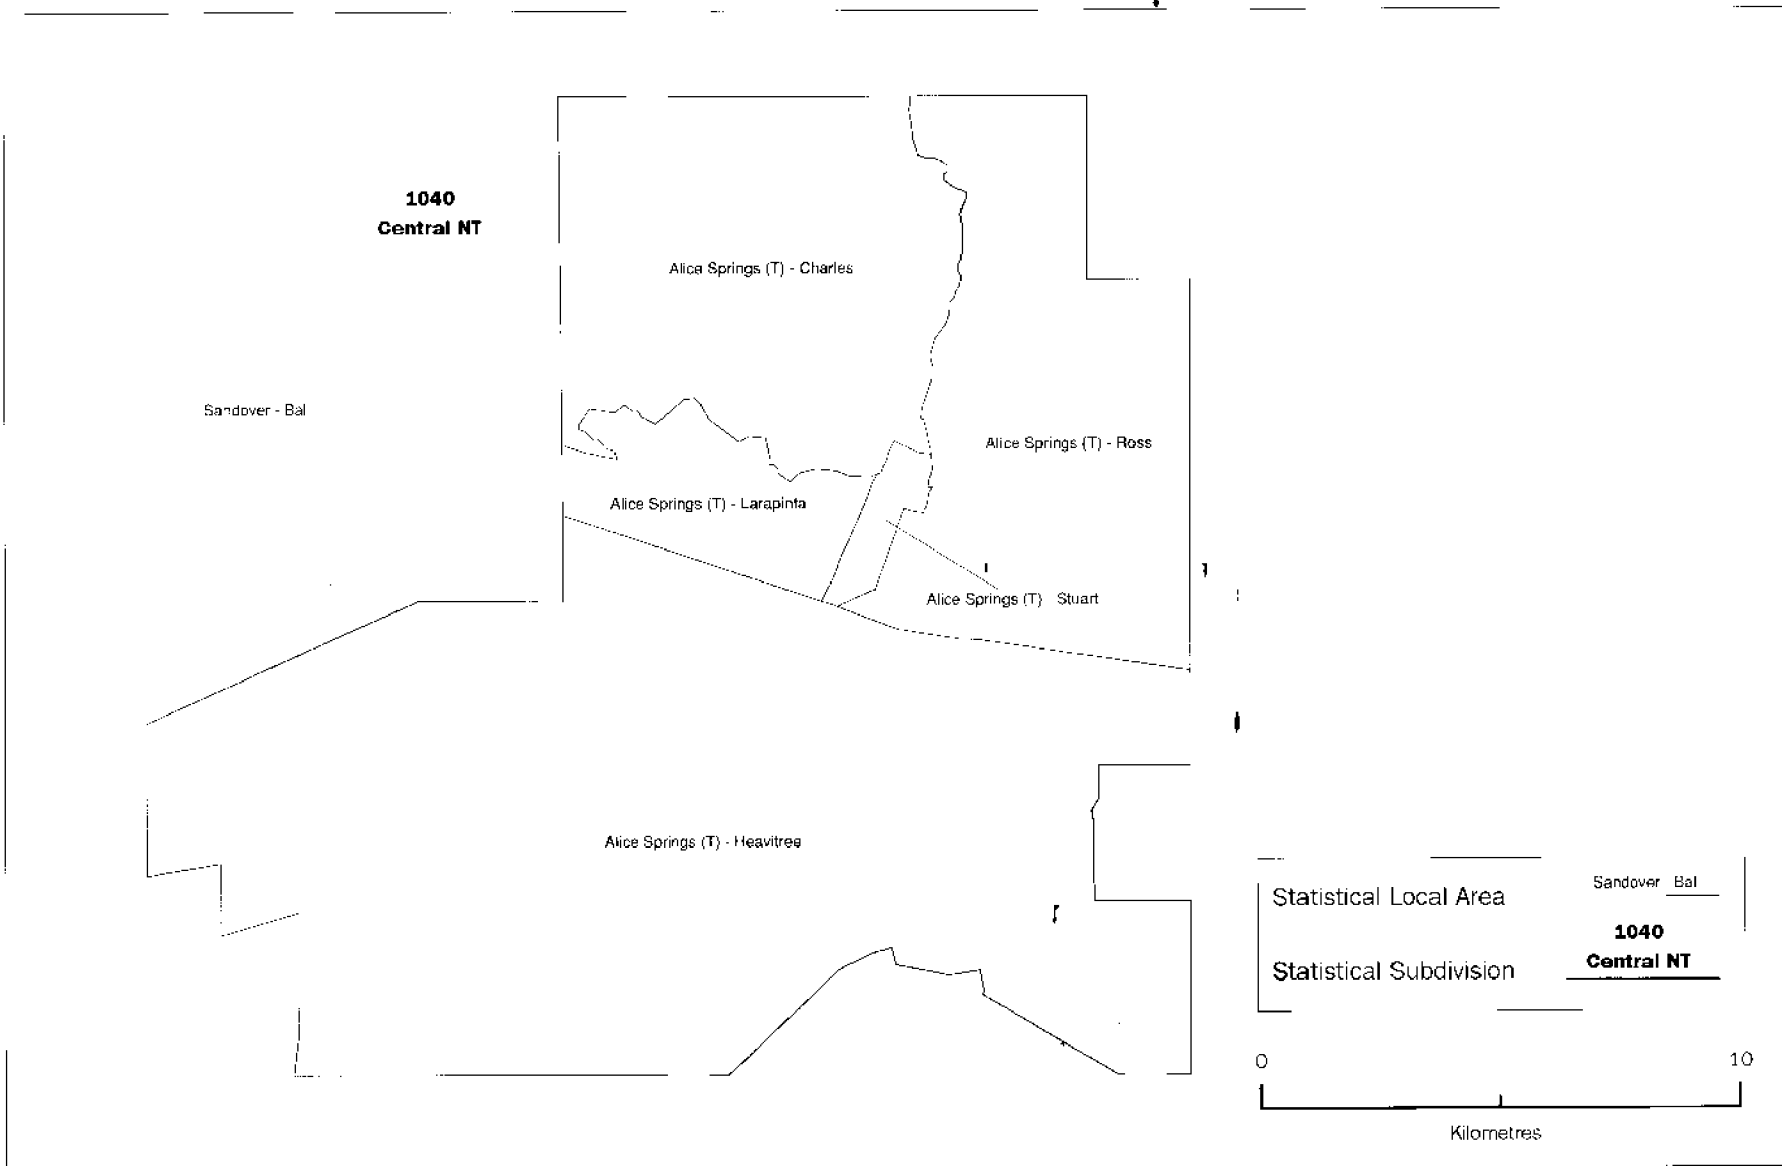 1040
Central NT
Alice Springs (T) - Charles
Sandover - Bal
Alice Springs (T) - Ross
Alice Springs (T) - Larapinta
Alice Springs (T) Stuart
Alice Springs (T) - Heavitree
Statistical Local Area
Sandover Bal
1040
Central NT
Statistical Subdivision
0 10
Kilometres